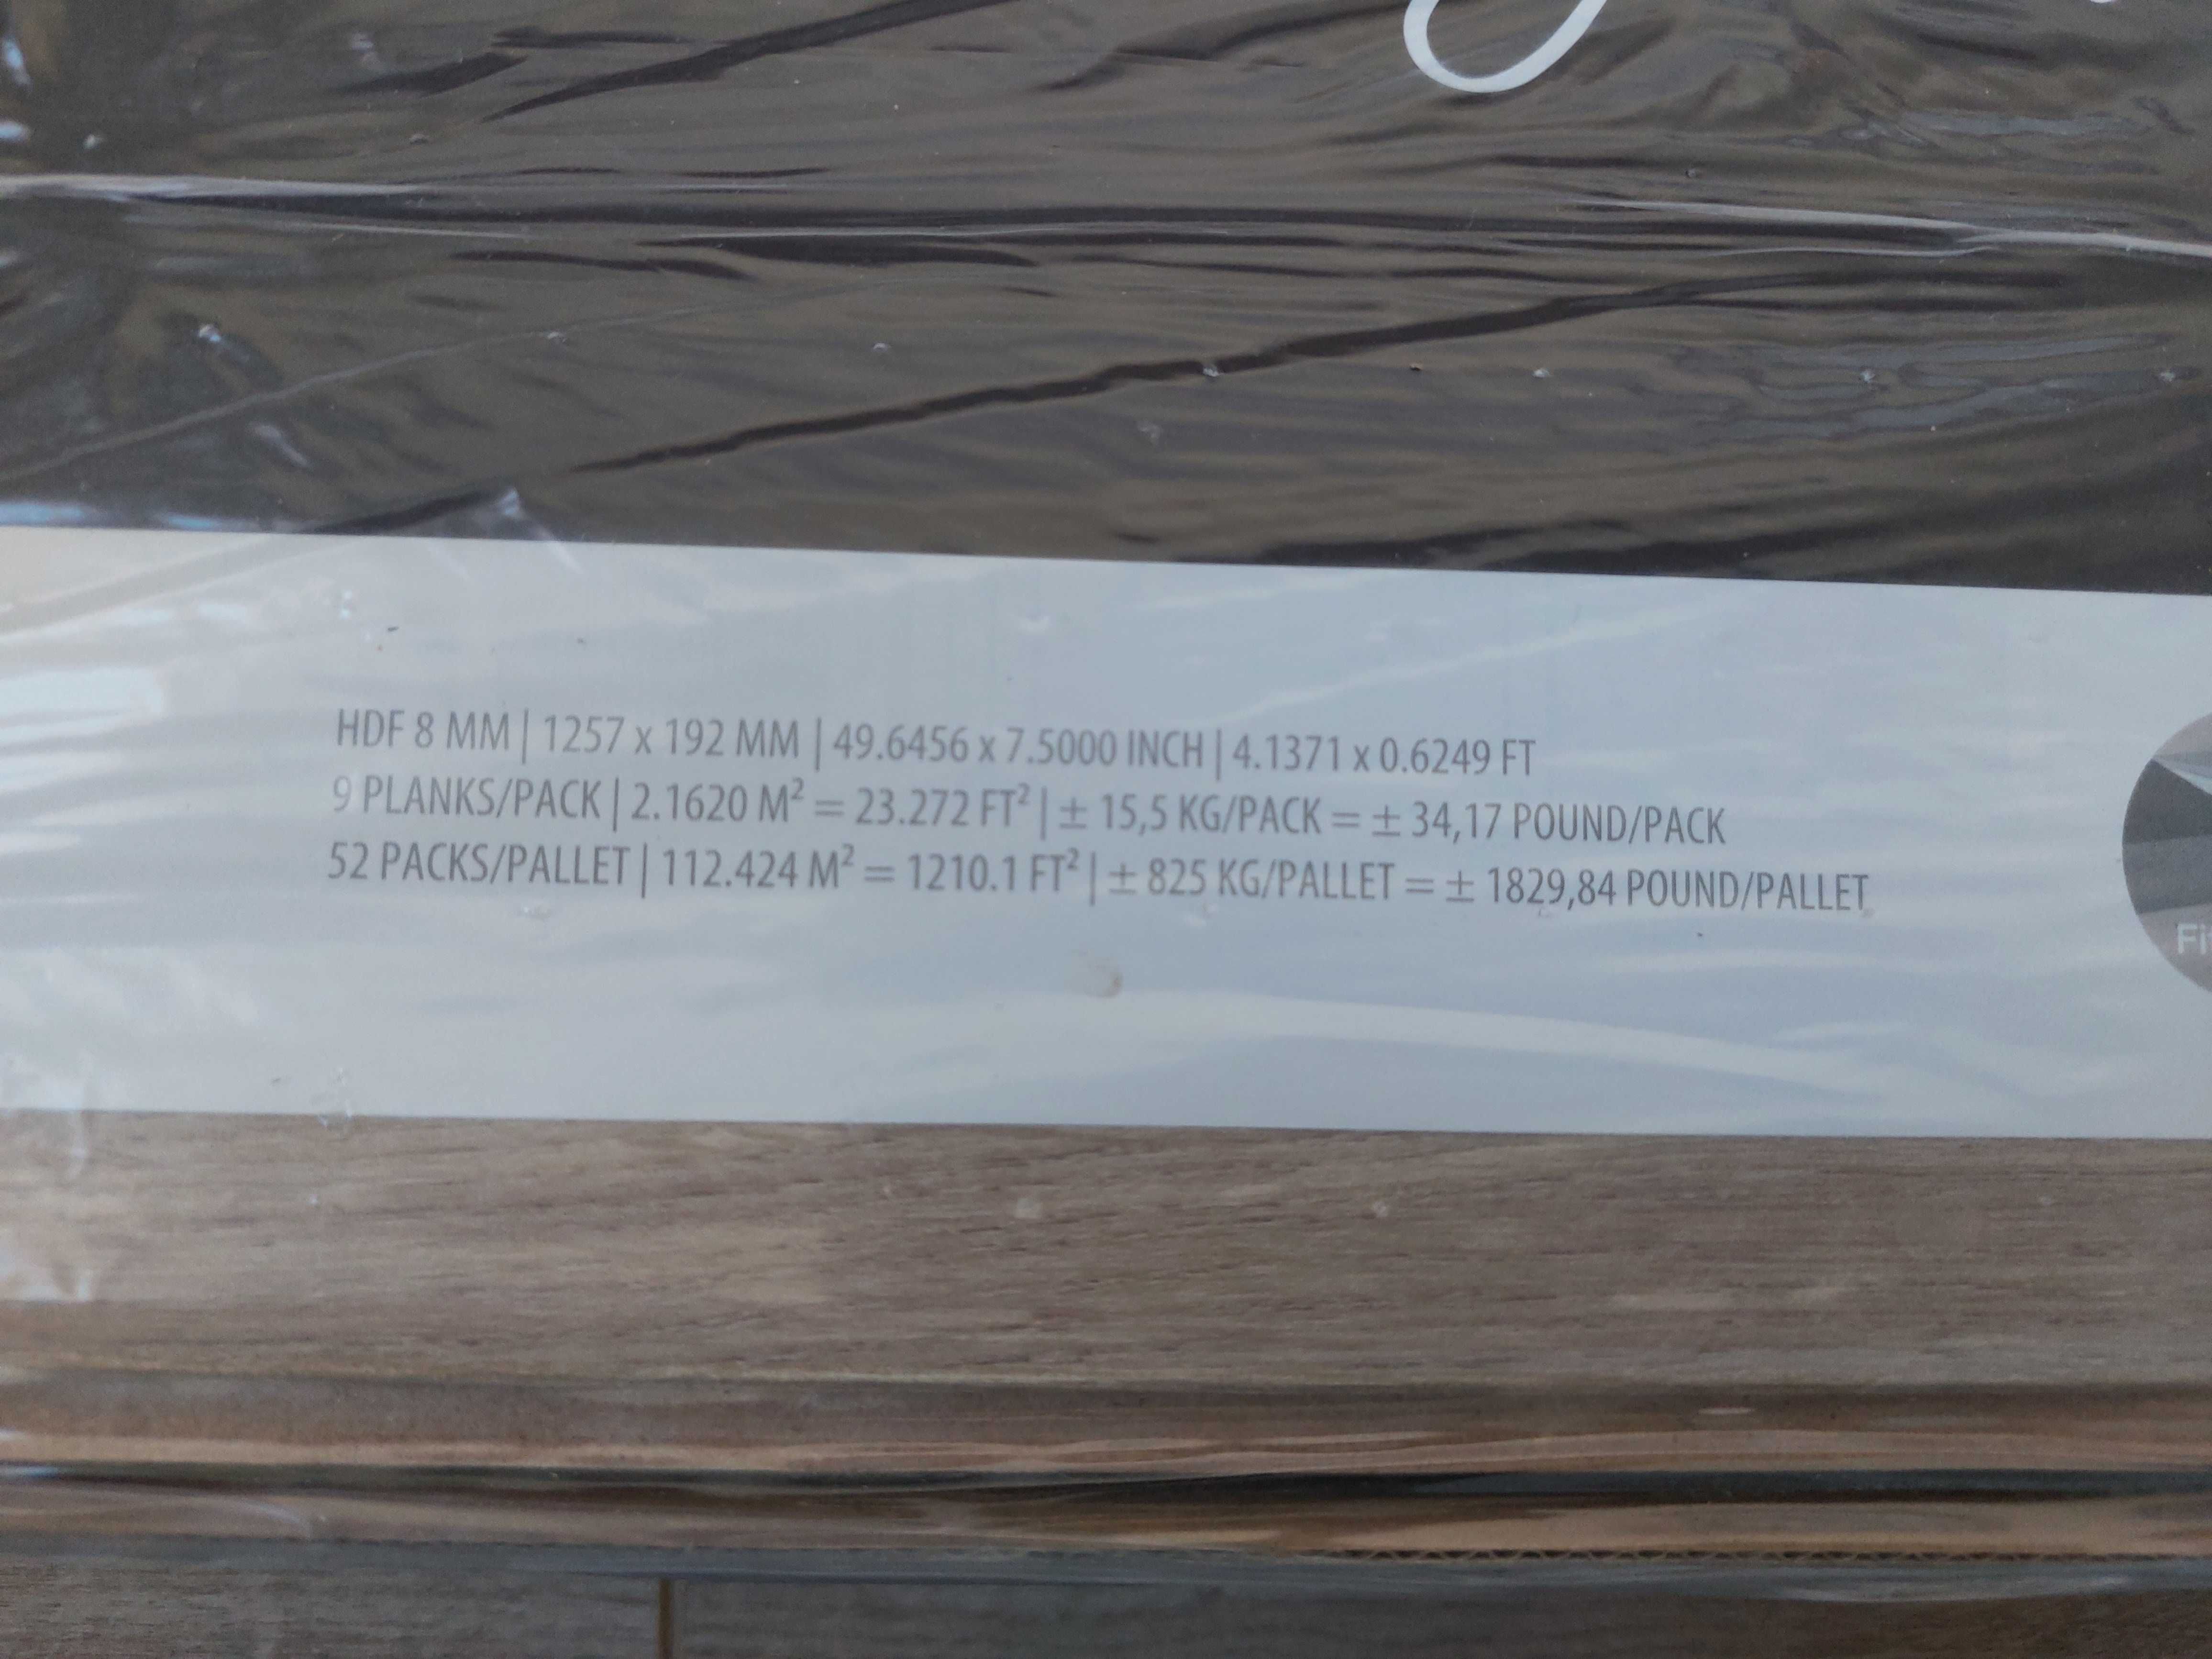 HDF 8 MM | 1257 x 192 MM | 49.6456 x 7.5000 INCH | 4.1371 x 0.6249 FT
9 PLANKS/PACK | 2.1620 M² = 23.272 FT² | ± 15,5 KG/PACK = ± 34,17 POUND/PACK
52 PACKS/PALLET | 112.424 M² = 1210.1 FT² | ± 825 KG/PALLET = ± 1829,84 POUND/PALLET